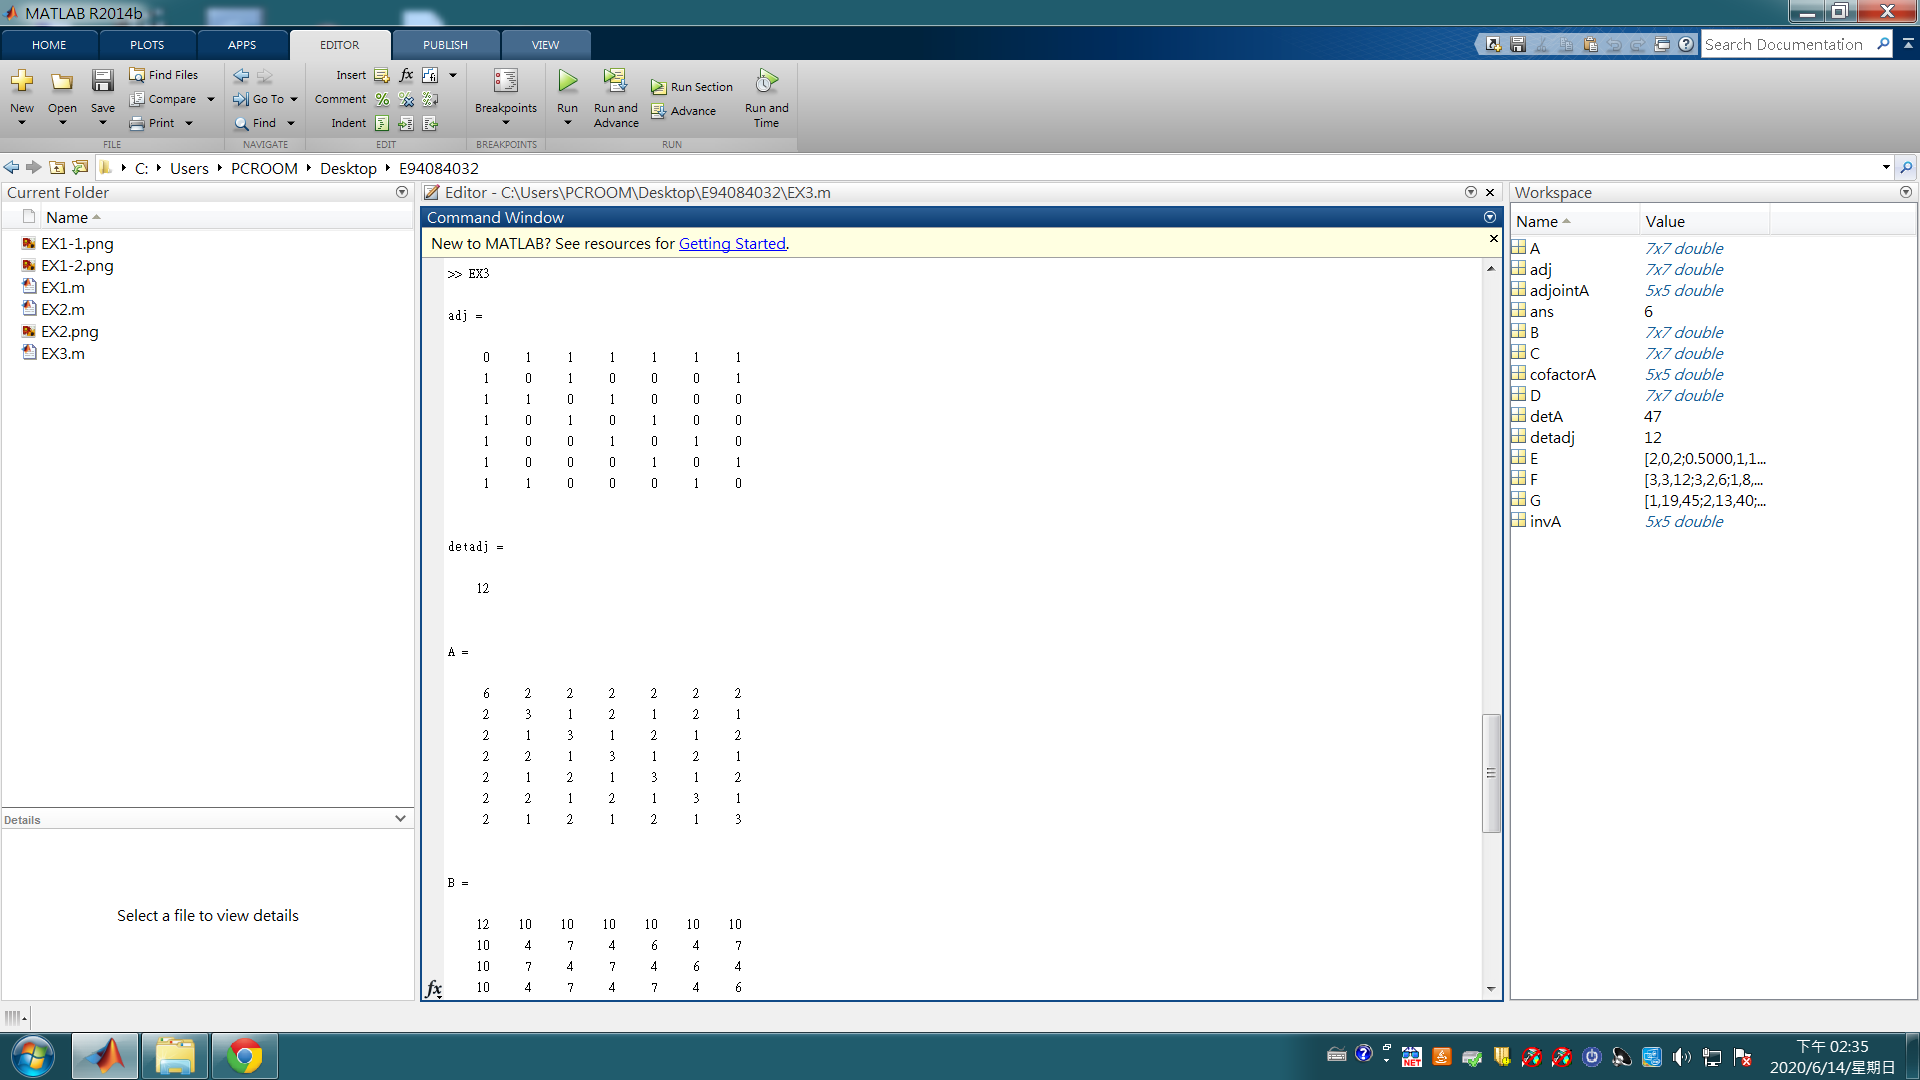 MATLAB R2014b
HOME PLOTS APPS EDITOR PUBLISH VIEW
Search Documentation
New Open Save Find Files Compare Print
FILE
Go To Find
NAVIGATE
Insert Comment Indent
EDIT
Breakpoints
BREAKPOINTS
Run Run and Advance Run Section Advance Run and Time
RUN
C: Users PCROOM Desktop E94084032
Current Folder
Name
EX1-1.png
EX1-2.png
EX1.m
EX2.m
EX2.png
EX3.m
Details
Select a file to view details
Editor - C:\Users\PCROOM\Desktop\E94084032\EX3.m
Command Window
New to MATLAB? See resources for Getting Started.
>> EX3
adj =
0 1 1 1 1 1 1
1 0 1 0 0 0 1
1 1 0 1 0 0 0
1 0 1 0 1 0 0
1 0 0 1 0 1 0
1 0 0 0 1 0 1
1 1 0 0 0 1 0
detadj =
12
A =
6 2 2 2 2 2 2
2 3 1 2 1 2 1
2 1 3 1 2 1 2
2 2 1 3 1 2 1
2 1 2 1 3 1 2
2 2 1 2 1 3 1
2 1 2 1 2 1 3
B =
12 10 10 10 10 10 10
10 4 7 4 6 4 7
10 7 4 7 4 6 4
10 4 7 4 7 4 6
fx
Workspace
Name Value
A 7x7 double
adj 7x7 double
adjointA 5x5 double
ans 6
B 7x7 double
C 7x7 double
cofactorA 5x5 double
D 7x7 double
detA 47
detadj 12
E [2,0,2;0.5000,1,1...
F [3,3,12;3,2,6;1,8,...
G [1,19,45;2,13,40;...
invA 5x5 double
下午 02:35
2020/6/14/星期日